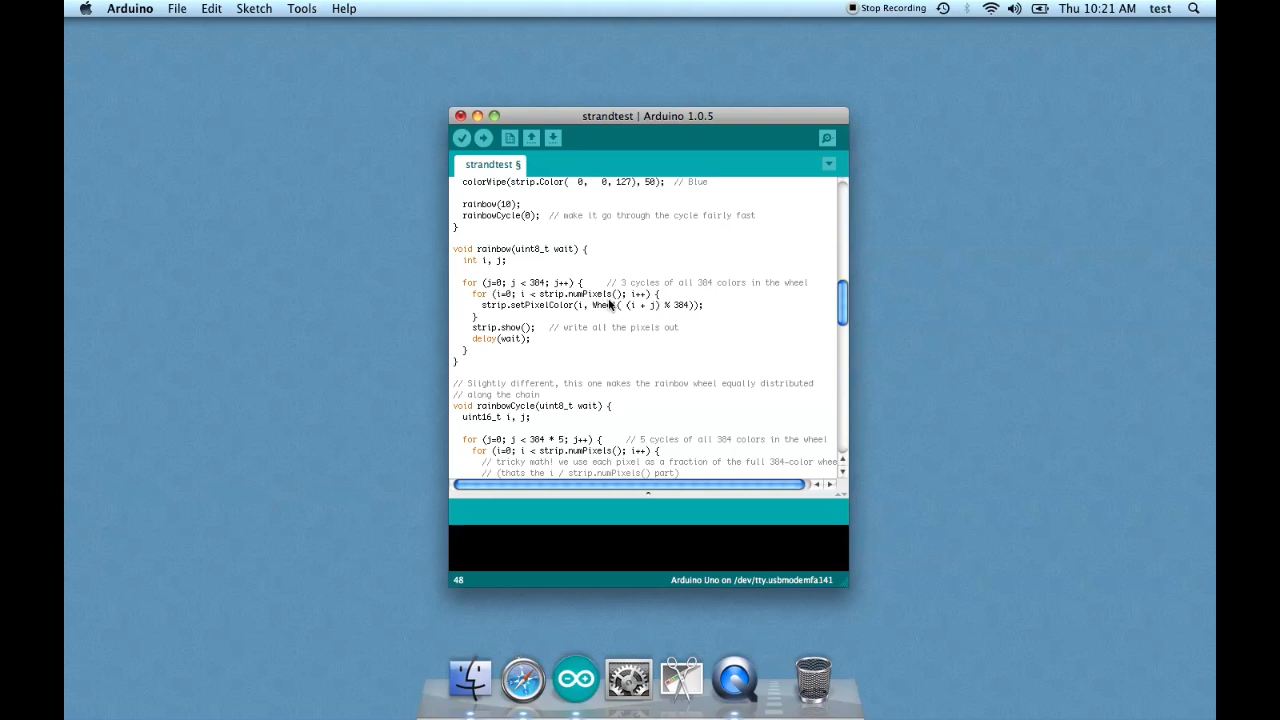 Arduino File Edit Sketch Tools Help Stop Recording Thu 10:21 AM test
strandtest | Arduino 1.0.5
strandtest §
colorWipe(strip.Color( 0, 0, 127), 50); // Blue
rainbow(10);
rainbowCycle(0); // make it go through the cycle fairly fast
}
void rainbow(uint8_t wait) {
int i, j;
for (j=0; j < 384; j++) { // 3 cycles of all 384 colors in the wheel
for (i=0; i < strip.numPixels(); i++) {
strip.setPixelColor(i, Wheel( (i + j) % 384));
}
strip.show(); // write all the pixels out
delay(wait);
}
}
// Slightly different, this one makes the rainbow wheel equally distributed
// along the chain
void rainbowCycle(uint8_t wait) {
uint16_t i, j;
for (j=0; j < 384 * 5; j++) { // 5 cycles of all 384 colors in the wheel
for (i=0; i < strip.numPixels(); i++) {
// tricky math! we use each pixel as a fraction of the full 384-color whee
// (thats the i / strip.numPixels() part)
48 Arduino Uno on /dev/tty.usbmodemfa141